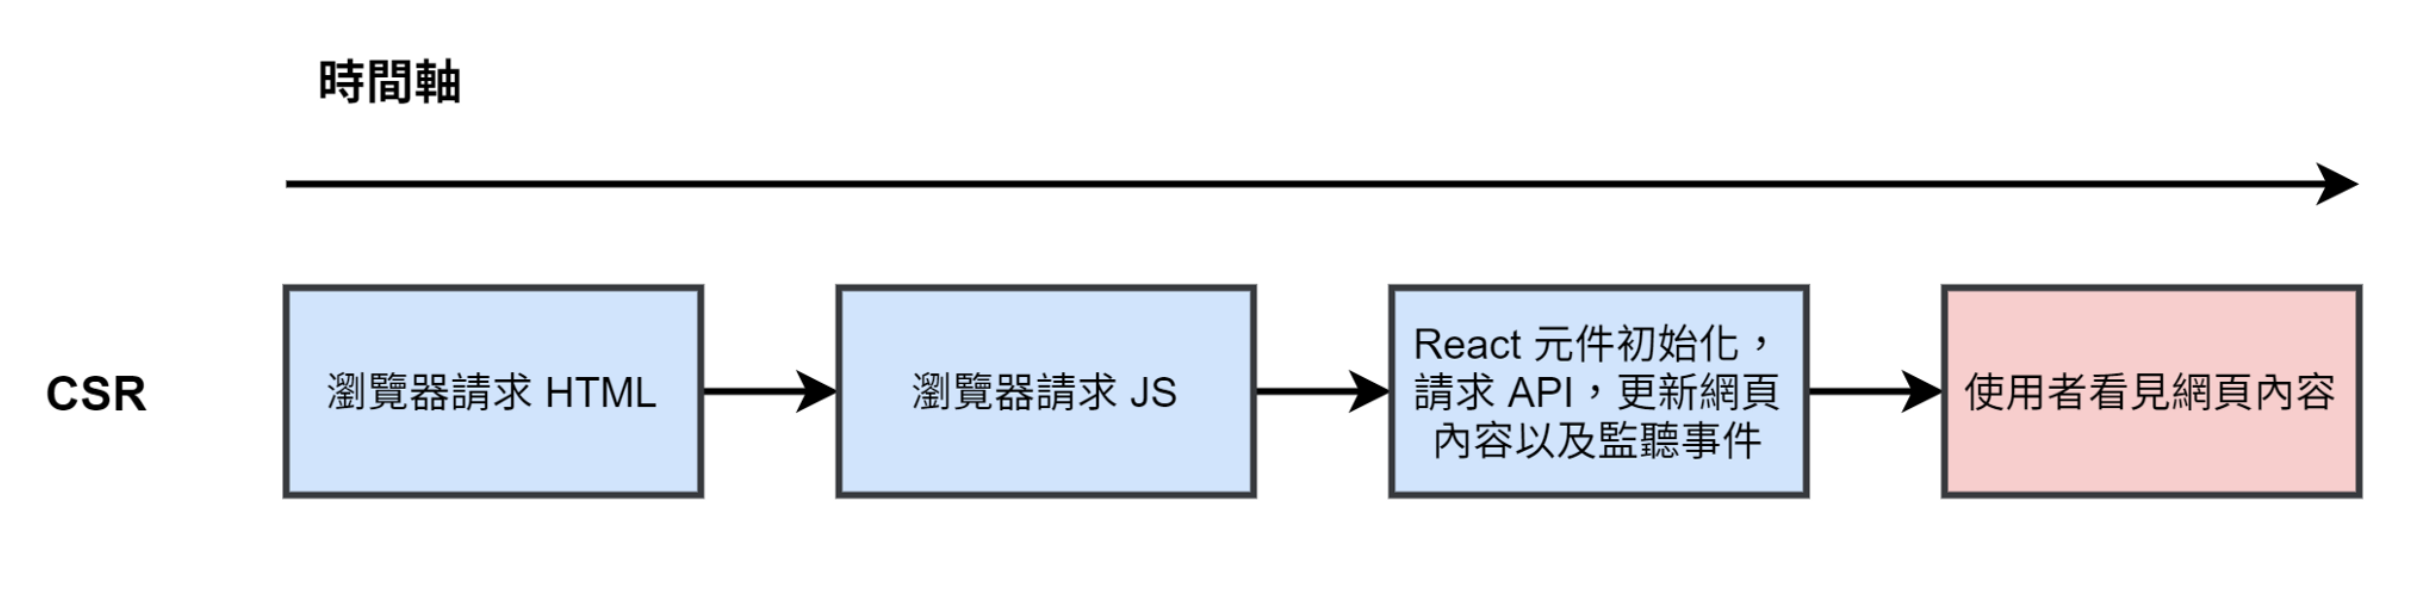 時間軸
CSR
瀏覽器請求 HTML
瀏覽器請求 JS
React 元件初始化，
請求 API，更新網頁
內容以及監聽事件
使用者看見網頁內容